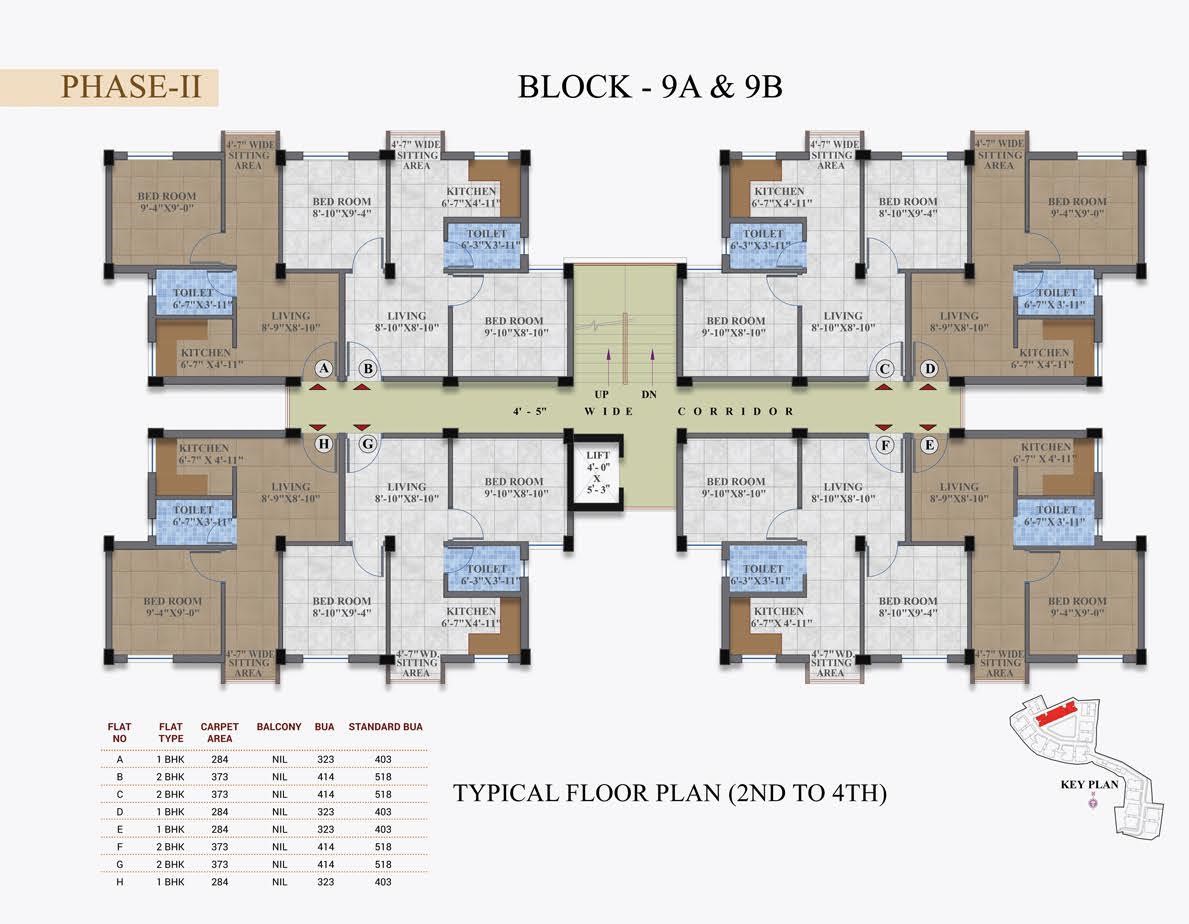 PHASE-II
BLOCK - 9A & 9B
4'-7" WIDE
SITTING
AREA
4'-7" WIDE
SITTING
AREA
4'-7" WIDE
SITTING
AREA
4'-7" WIDE
SITTING
AREA
BED ROOM
9'-4"X9'-0"
BED ROOM
8'-10"X9'-4"
KITCHEN
6'-7"X4'-11"
KITCHEN
6'-7"X4'-11"
BED ROOM
8'-10"X9'-4"
BED ROOM
9'-4"X9'-0"
TOILET
6'-3"X3'-11"
TOILET
6'-3"X3'-11"
TOILET
6'-7"X3'-11"
TOILET
6'-7"X 3'-11"
LIVING
8'-9"X8'-10"
LIVING
8'-10"X8'-10"
BED ROOM
9'-10"X8'-10"
BED ROOM
9'-10"X8'-10"
LIVING
8'-10"X8'-10"
LIVING
8'-9"X8'-10"
KITCHEN
6'-7" X4'-11"
KITCHEN
6'-7" X4'-11"
A
B
C
D
UP
DN
4' - 5" WIDE CORRIDOR
H
G
F
E
KITCHEN
6'-7" X 4'-11"
LIFT
4'- 0"
X
5'- 3"
KITCHEN
6'-7" X 4'-11"
LIVING
8'-9"X8'-10"
LIVING
8'-10"X8'-10"
BED ROOM
9'-10"X8'-10"
BED ROOM
9'-10"X8'-10"
LIVING
8'-10"X8'-10"
LIVING
8'-9"X8'-10"
TOILET
6'-7"X3'-11"
TOILET
6'-7"X 3'-11"
TOILET
6'-3"X3'-11"
TOILET
6'-3"X3'-11"
BED ROOM
9'-4"X9'-0"
BED ROOM
8'-10"X9'-4"
KITCHEN
6'-7"X4'-11"
KITCHEN
6'-7"X 4'-11"
BED ROOM
8'-10"X9'-4"
BED ROOM
9'-4"X9'-0"
4'-7" WIDE
SITTING
AREA
4'-7" WD.
SITTING
AREA
4'-7" WD.
SITTING
AREA
4'-7" WIDE
SITTING
AREA
FLAT NO FLAT TYPE CARPET AREA BALCONY BUA STANDARD BUA
A 1 BHK 284 NIL 323 403
B 2 BHK 373 NIL 414 518
C 2 BHK 373 NIL 414 518
D 1 BHK 284 NIL 323 403
E 1 BHK 284 NIL 323 403
F 2 BHK 373 NIL 414 518
G 2 BHK 373 NIL 414 518
H 1 BHK 284 NIL 323 403
TYPICAL FLOOR PLAN (2ND TO 4TH)
KEY PLAN